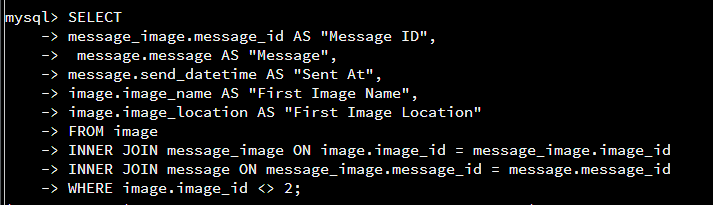 mysql> SELECT
-> message_image.message_id AS "Message ID",
->  message.message AS "Message",
-> message.send_datetime AS "Sent At",
-> image.image_name AS "First Image Name",
-> image.image_location AS "First Image Location"
-> FROM image
-> INNER JOIN message_image ON image.image_id = message_image.image_id
-> INNER JOIN message ON message_image.message_id = message.message_id
-> WHERE image.image_id <> 2;